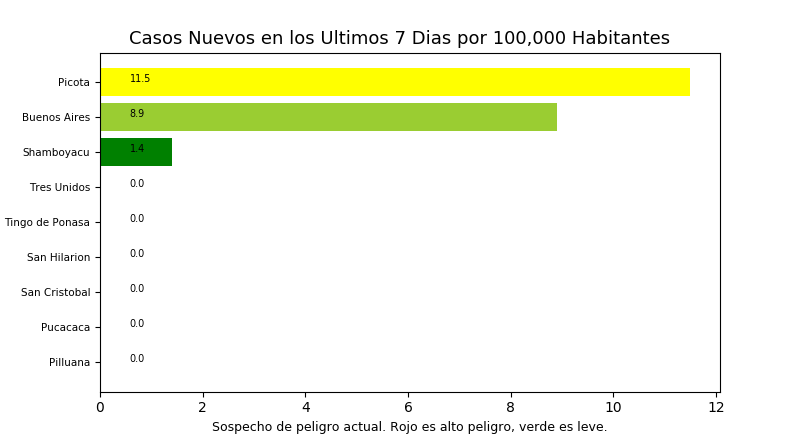 Casos Nuevos en los Ultimos 7 Dias por 100,000 Habitantes
Picota 11.5
Buenos Aires 8.9
Shamboyacu 1.4
Tres Unidos 0.0
Tingo de Ponasa 0.0
San Hilarion 0.0
San Cristobal 0.0
Pucacaca 0.0
Pilluana 0.0
0 2 4 6 8 10 12
Sospecho de peligro actual. Rojo es alto peligro, verde es leve.